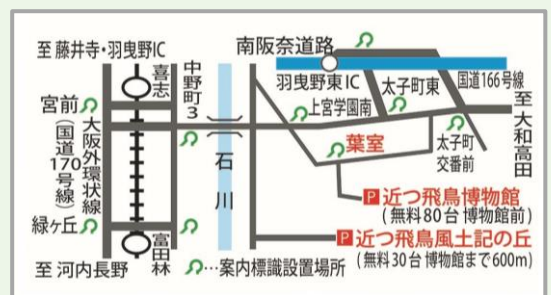 至 藤井寺・羽曳野IC
喜志
中野町3
南阪奈道路
羽曳野東IC
太子町東
国道166号線
宮前
上宮学園南
至大和田高田
大阪外環状線
(国道170号線)
石川
葉室
太子町
交番前
P 近つ飛鳥博物館
(無料80台 博物館前)
緑ヶ丘
富田林
P 近つ飛鳥風土記の丘
至 河内長野
…案内標識設置場所
(無料30台 博物館まで600m)